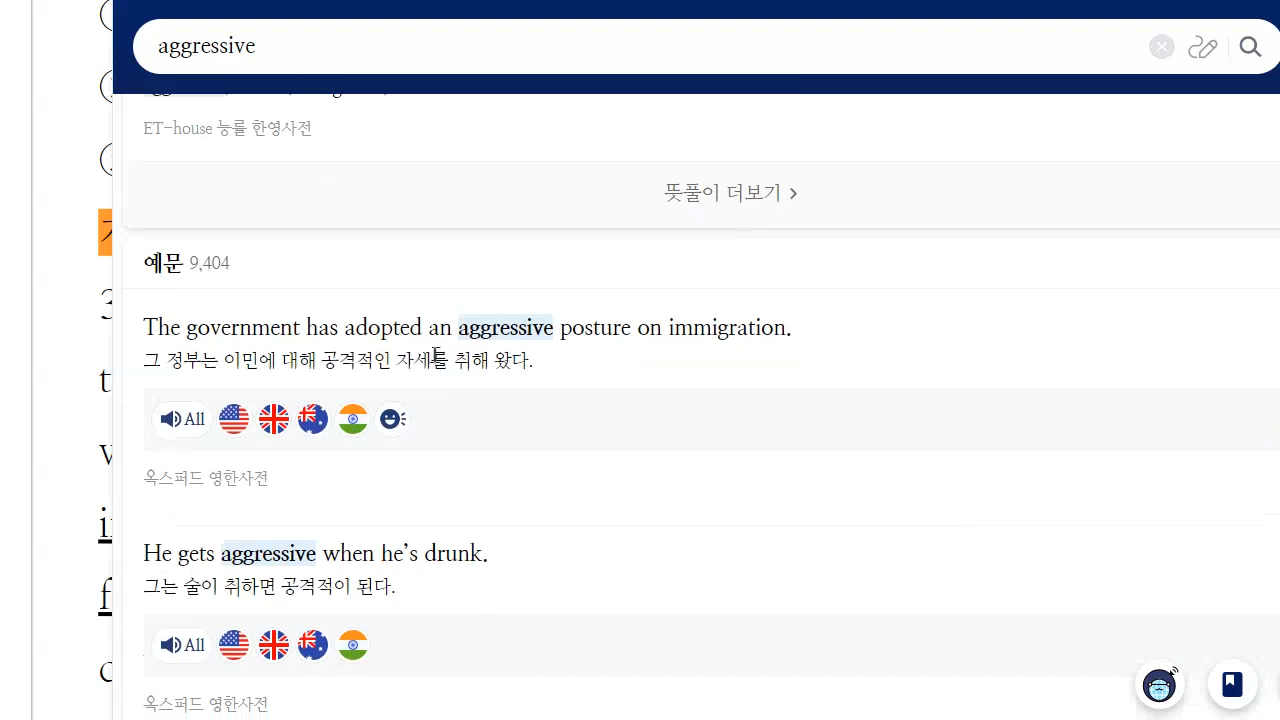 aggressive
ET-house 능률 한영사전
뜻풀이 더보기
예문 9,404
The government has adopted an aggressive posture on immigration.
그 정부는 이민에 대해 공격적인 자세를 취해 왔다.
All
옥스퍼드 영한사전
He gets aggressive when he's drunk.
그는 술이 취하면 공격적이 된다.
All
옥스퍼드 영한사전